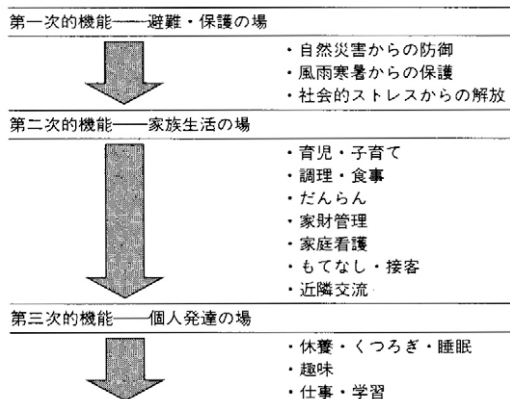 第一次的機能——避難・保護の場
・自然災害からの防御
・風雨寒暑からの保護
・社会的ストレスからの解放
第二次的機能——家族生活の場
・育児・子育て
・調理・食事
・だんらん
・家財管理
・家庭看護
・もてなし・接客
・近隣交流
第三次的機能——個人発達の場
・休養・くつろぎ・睡眠
・趣味
・仕事・学習